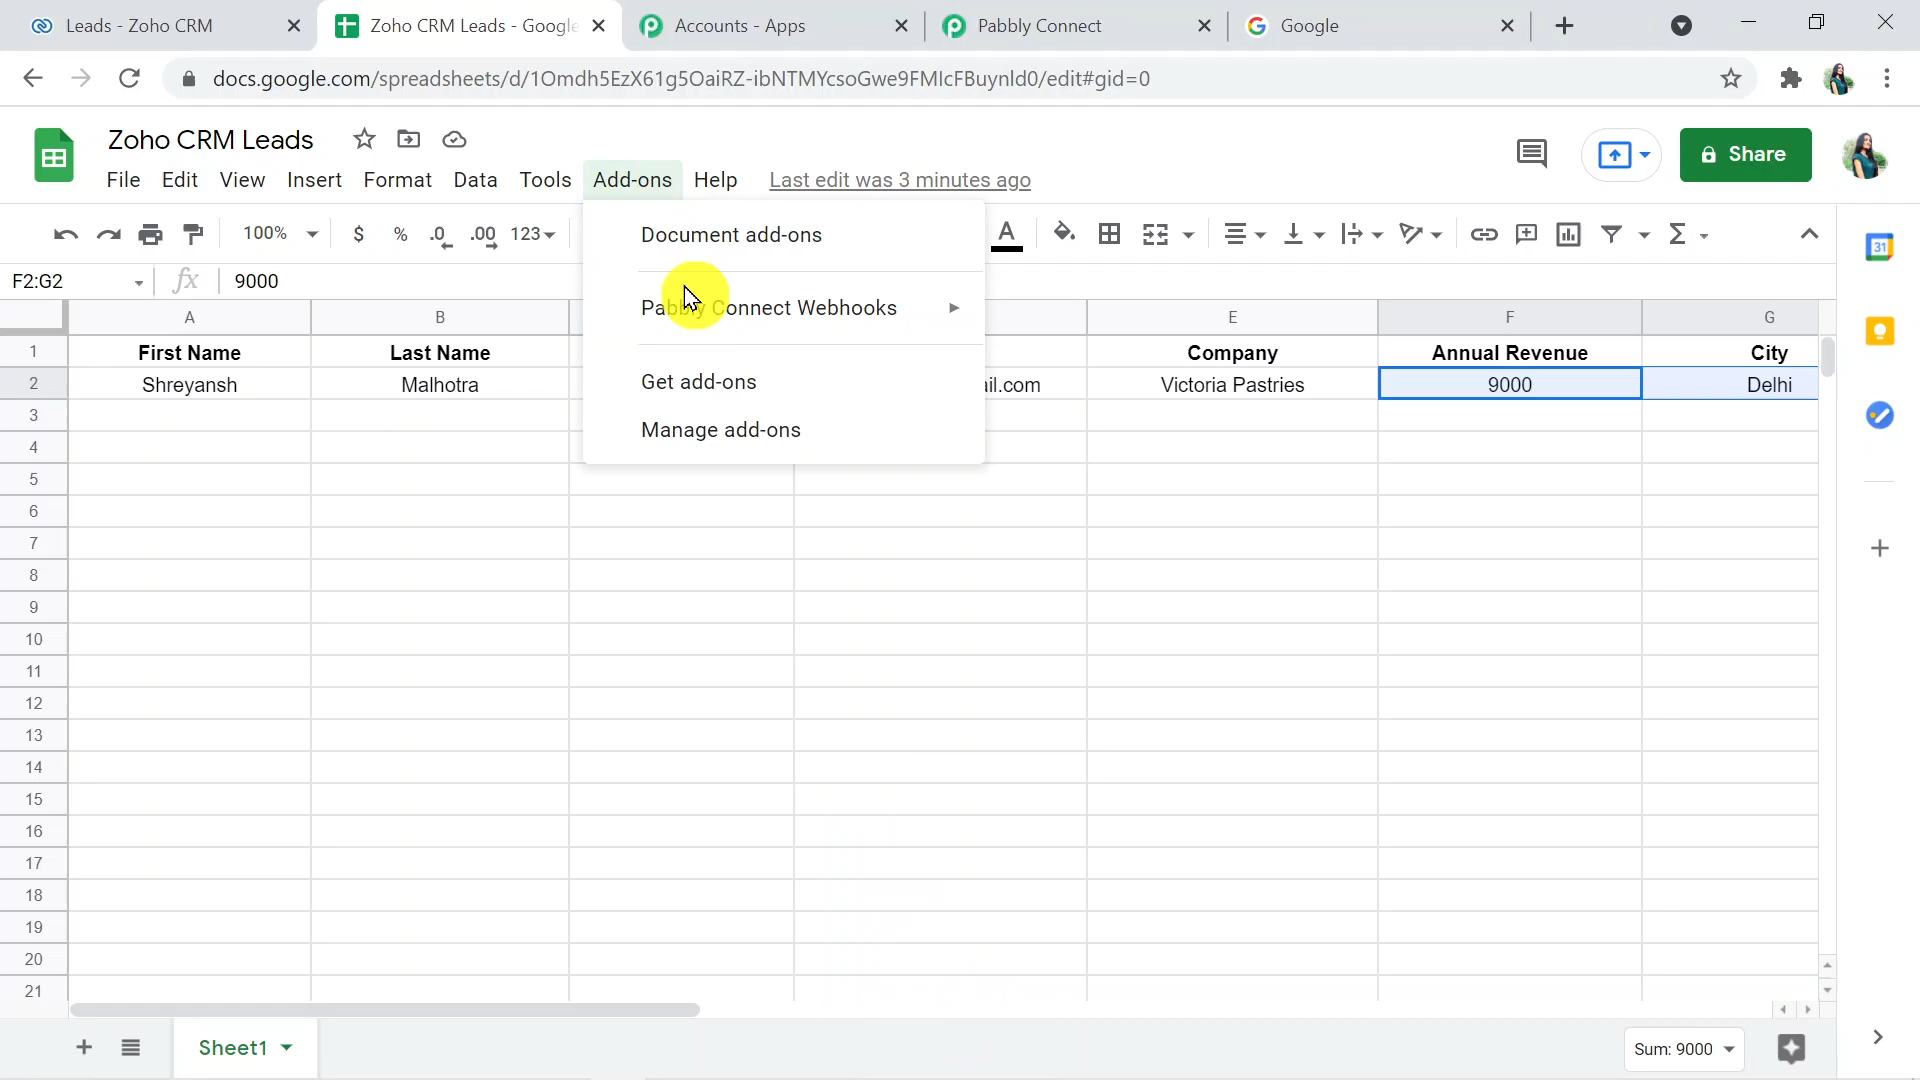 Leads - Zoho CRM
Zoho CRM Leads - Google
Accounts - Apps
Pabbly Connect
Google
docs.google.com/spreadsheets/d/1Omdh5EzX61g5OaiRZ-ibNTMYcsoGwe9FMIcFBuynld0/edit#gid=0
Zoho CRM Leads
Share
File Edit View Insert Format Data Tools Add-ons Help Last edit was 3 minutes ago
100% $ % .0 .00 123
Document add-ons
Pabbly Connect Webhooks
Get add-ons
Manage add-ons
F2:G2 fx 9000
A B E F G
1 First Name Last Name Company Annual Revenue City
2 Shreyansh Malhotra ail.com Victoria Pastries 9000 Delhi
3
4
5
6
7
8
9
10
11
12
13
14
15
16
17
18
19
20
21
31
Sheet1
Sum: 9000